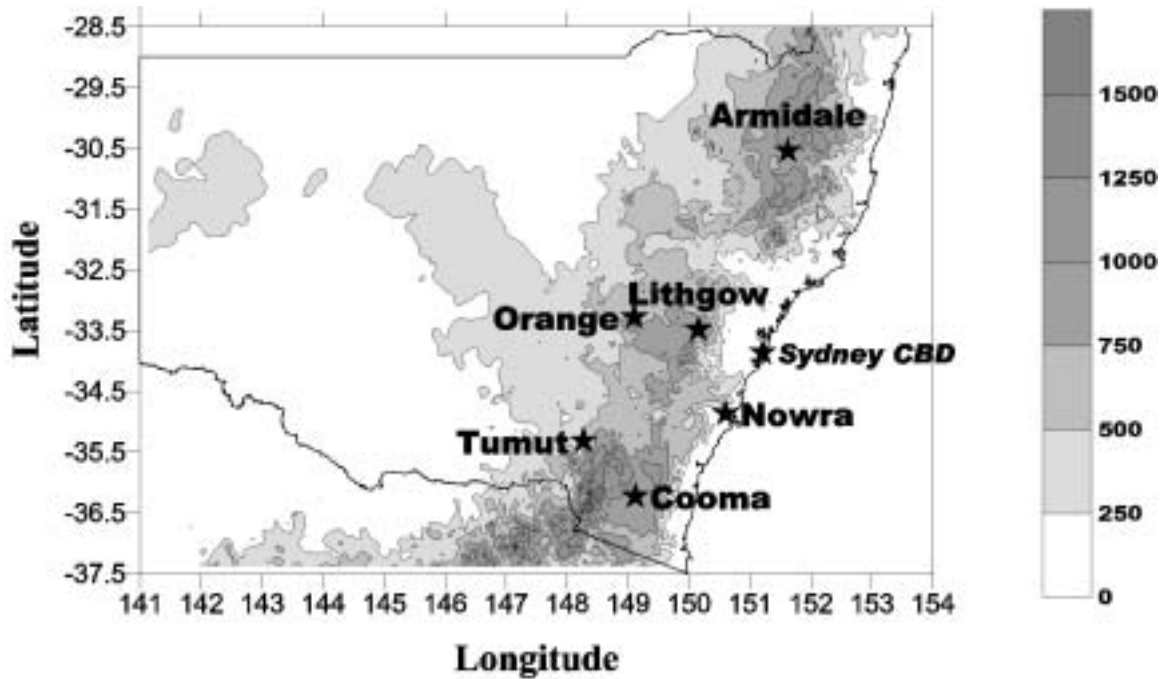 -28.5
-29.5
-30.5
-31.5
-32.5
-33.5
-34.5
-35.5
-36.5
-37.5
Latitude
Armidale
Lithgow
Orange
Sydney CBD
Nowra
Tumut
Cooma
141 142 143 144 145 146 147 148 149 150 151 152 153 154
Longitude
1500
1250
1000
750
500
250
0